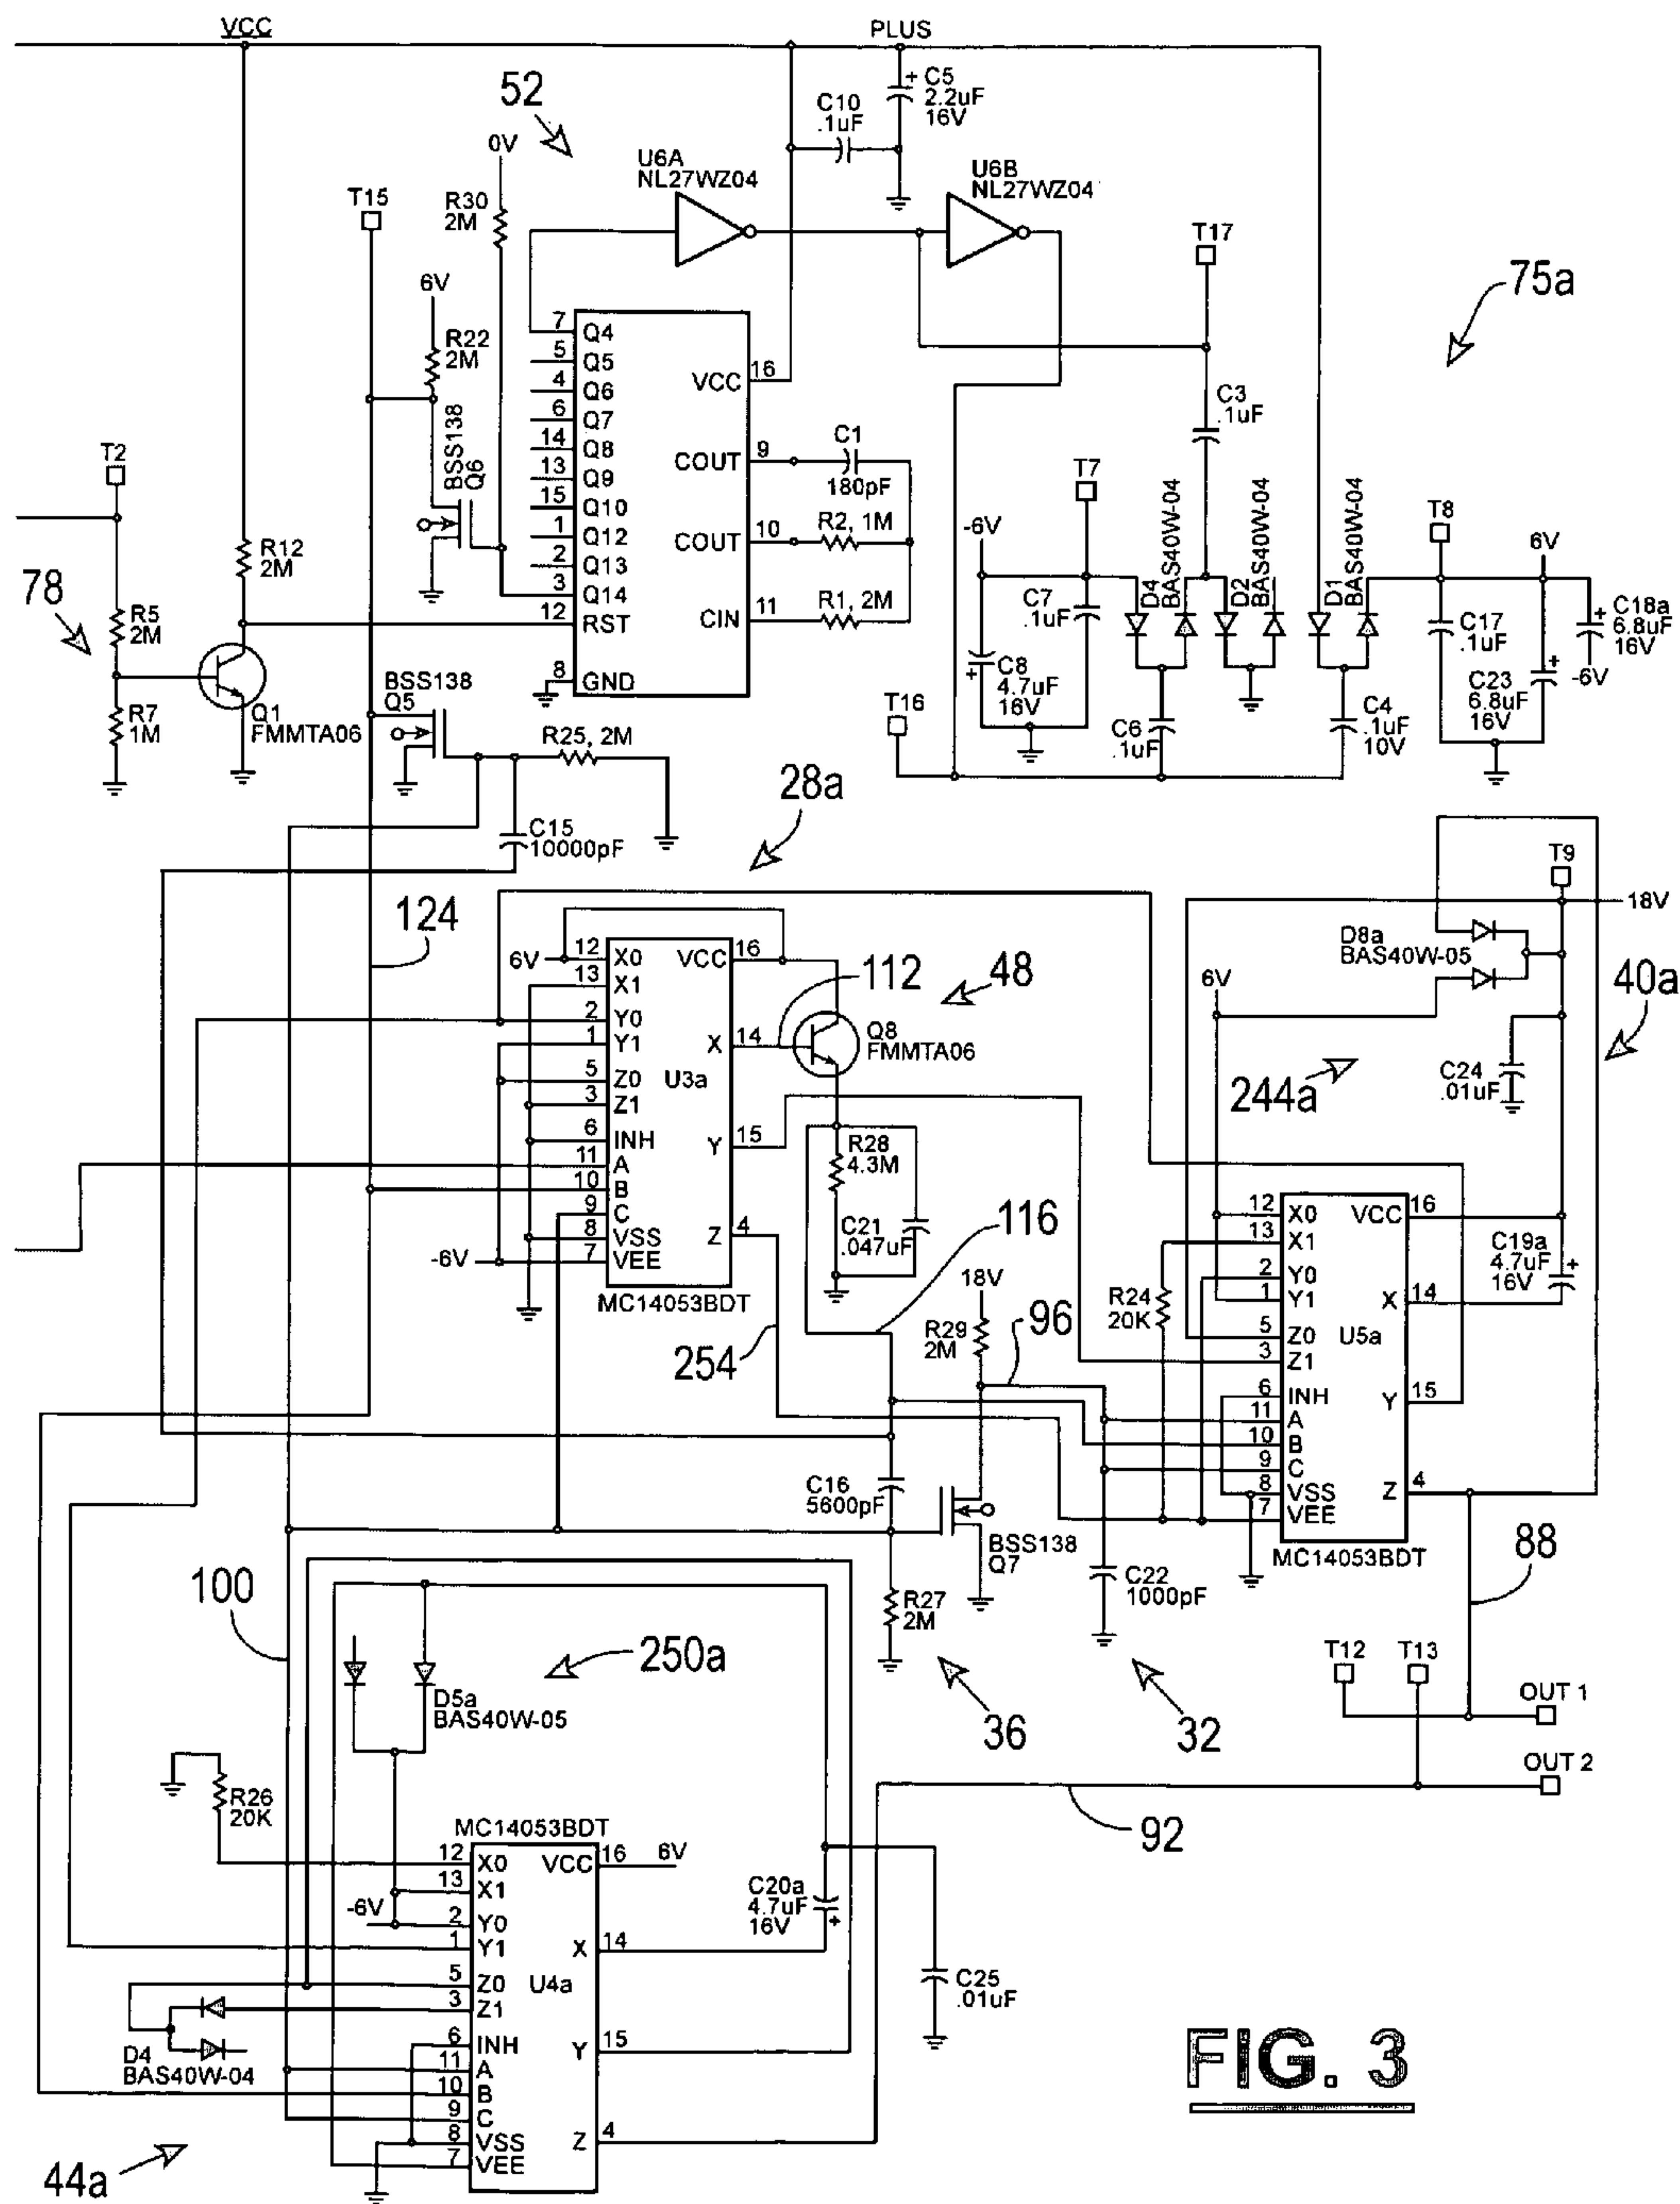 VCC
PLUS
52
0V
C10
.1uF
+ C5
2.2uF
16V
U6A
NL27WZ04
U6B
NL27WZ04
T15
R30
2M
T17
75a
6V
R22
2M
7 Q4
5 Q5
4 Q6
6 Q7
14 Q8
13 Q9
15 Q10
1 Q12
2 Q13
3 Q14
12 RST
8 GND
VCC 16
COUT 9
COUT 10
CIN 11
BSS138
Q6
C1
180pF
R2, 1M
R1, 2M
C3
.1uF
T2
T7
-6V
D4
BAS40W-04
D2
BAS40W-04
D1
BAS40W-04
T8
6V
R12
2M
78
R5
2M
C7
.1uF
C17
.1uF
+ C18a
6.8uF
16V
-6V
R7
1M
Q1
FMMTA06
BSS138
Q5
R25, 2M
+ C8
4.7uF
16V
T16
C6
.1uF
C4
.1uF
10V
C23
6.8uF
16V
+
28a
C15
10000pF
T9
124
18V
D8a
BAS40W-05
6V
12 X0
13 X1
2 Y0
1 Y1
5 Z0
3 Z1
6 INH
11 A
10 B
9 C
8 VSS
7 VEE
VCC 16
X 14
U3a
Y 15
Z 4
-6V
MC14053BDT
112
48
Q8
FMMTA06
6V
40a
244a
C24
.01uF
R28
4.3M
C21
.047uF
116
18V
R29
2M
96
254
R24
20K
12 X0
13 X1
2 Y0
1 Y1
5 Z0
3 Z1
6 INH
11 A
10 B
9 C
8 VSS
7 VEE
VCC 16
X 14
U5a
Y 15
Z 4
MC14053BDT
C19a
4.7uF
16V
+
C16
5600pF
BSS138
Q7
C22
1000pF
88
100
R27
2M
250a
D5a
BAS40W-05
36
32
T12
T13
OUT 1
OUT 2
R26
20K
92
MC14053BDT
12 X0
13 X1
-6V
2 Y0
1 Y1
5 Z0
3 Z1
6 INH
11 A
10 B
9 C
8 VSS
7 VEE
VCC 16
6V
X 14
U4a
Y 15
Z 4
C20a
4.7uF
16V
+
C25
.01uF
D4
BAS40W-04
44a
FIG. 3